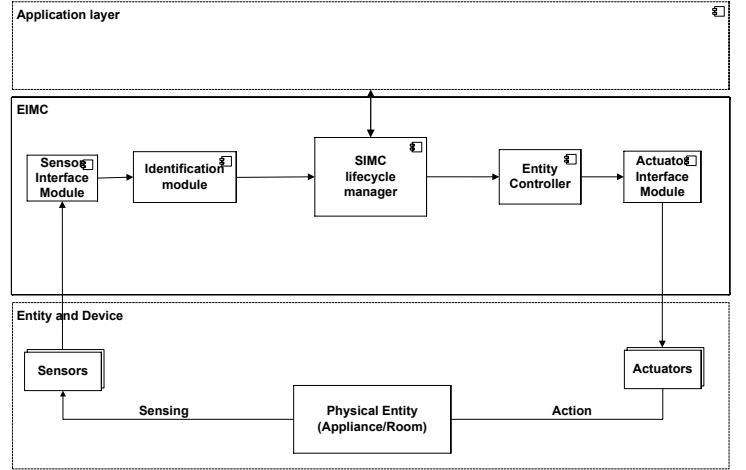 Application layer
EIMC
Sensor
Interface
Module
Identification
module
SIMC
lifecycle
manager
Entity
Controller
Actuator
Interface
Module
Entity and Device
Sensors
Actuators
Sensing
Physical Entity
(Appliance/Room)
Action